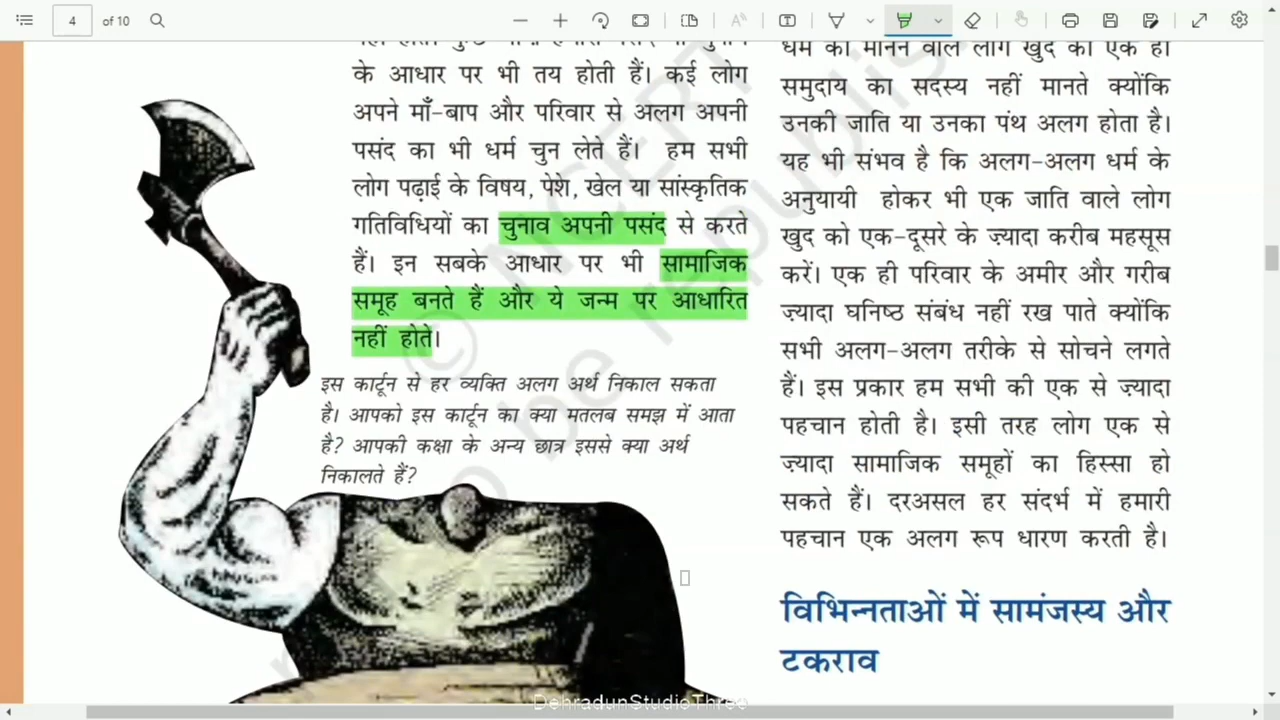 4 of 10
के आधार पर भी तय होती हैं। कई लोग
अपने माँ-बाप और परिवार से अलग अपनी
पसंद का भी धर्म चुन लेते हैं। हम सभी
लोग पढ़ाई के विषय, पेशे, खेल या सांस्कृतिक
गतिविधियों का चुनाव अपनी पसंद से करते
हैं। इन सबके आधार पर भी सामाजिक
समूह बनते हैं और ये जन्म पर आधारित
नहीं होते।
इस कार्टून से हर व्यक्ति अलग अर्थ निकाल सकता
है। आपको इस कार्टून का क्या मतलब समझ में आता
है? आपकी कक्षा के अन्य छात्र इससे क्या अर्थ
निकालते हैं?
धर्म को मानने वाले लोग खुद को एक ही
समुदाय का सदस्य नहीं मानते क्योंकि
उनकी जाति या उनका पंथ अलग होता है।
यह भी संभव है कि अलग-अलग धर्म के
अनुयायी होकर भी एक जाति वाले लोग
खुद को एक-दूसरे के ज़्यादा करीब महसूस
करें। एक ही परिवार के अमीर और गरीब
ज़्यादा घनिष्ठ संबंध नहीं रख पाते क्योंकि
सभी अलग-अलग तरीके से सोचने लगते
हैं। इस प्रकार हम सभी की एक से ज़्यादा
पहचान होती है। इसी तरह लोग एक से
ज़्यादा सामाजिक समूहों का हिस्सा हो
सकते हैं। दरअसल हर संदर्भ में हमारी
पहचान एक अलग रूप धारण करती है।
विभिन्नताओं में सामंजस्य और
टकराव
© NCERT
be republis
DehradunStudioThree